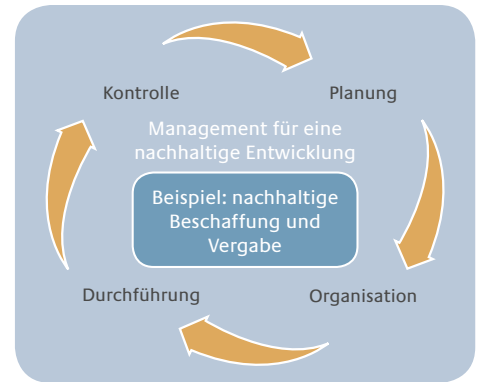 Kontrolle
Planung
Management für eine
nachhaltige Entwicklung
Beispiel: nachhaltige
Beschaffung und
Vergabe
Durchführung
Organisation